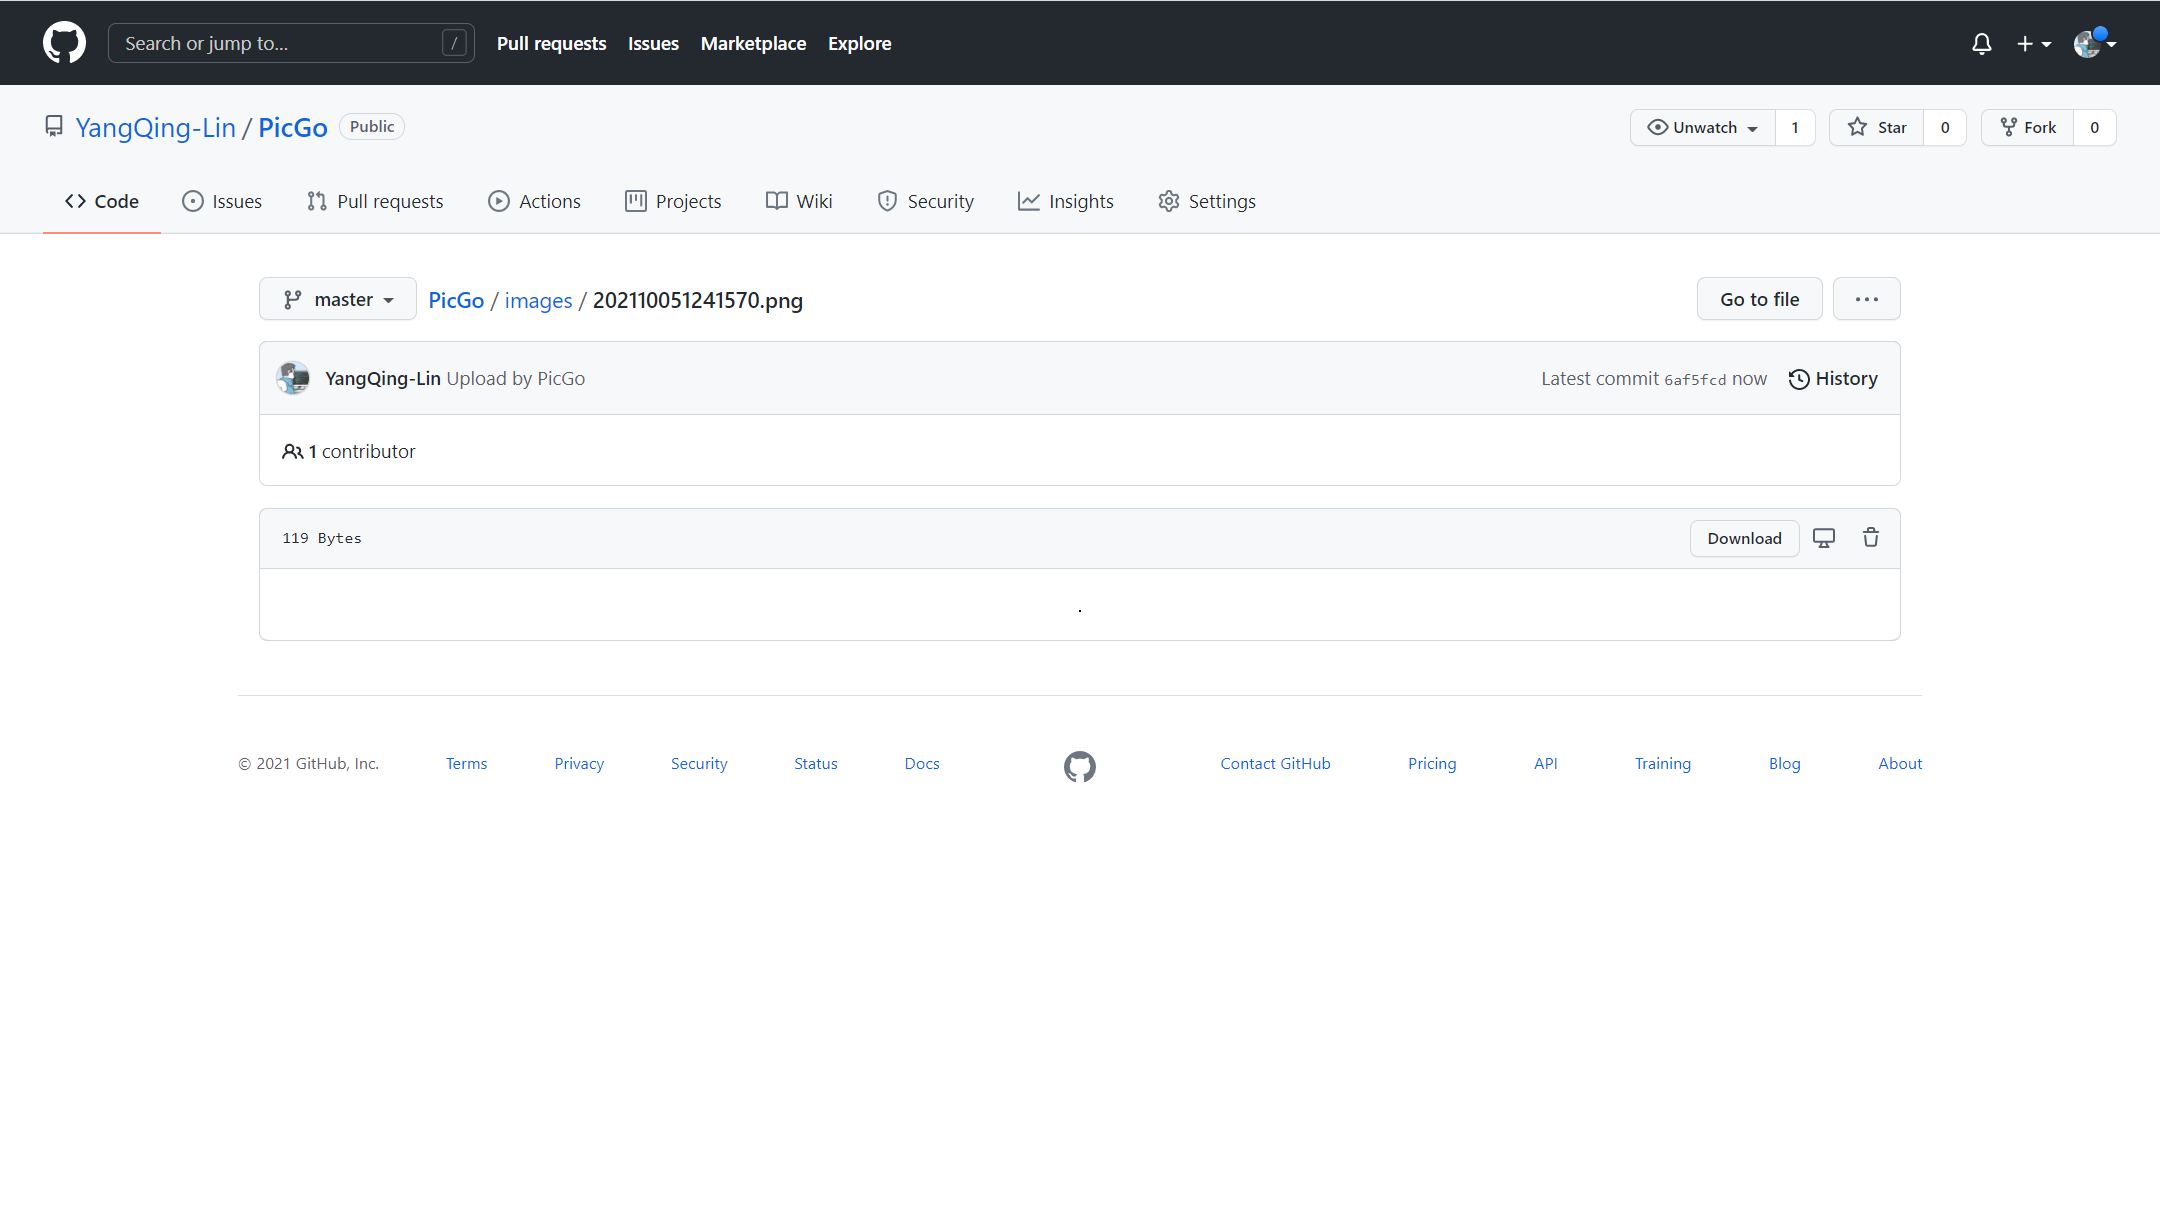 Search or jump to... / Pull requests Issues Marketplace Explore
YangQing-Lin / PicGo Public Unwatch 1 Star 0 Fork 0
Code Issues Pull requests Actions Projects Wiki Security Insights Settings
master PicGo / images / 202110051241570.png Go to file ...
YangQing-Lin Upload by PicGo Latest commit 6af5fcd now History
1 contributor
119 Bytes Download
© 2021 GitHub, Inc. Terms Privacy Security Status Docs Contact GitHub Pricing API Training Blog About